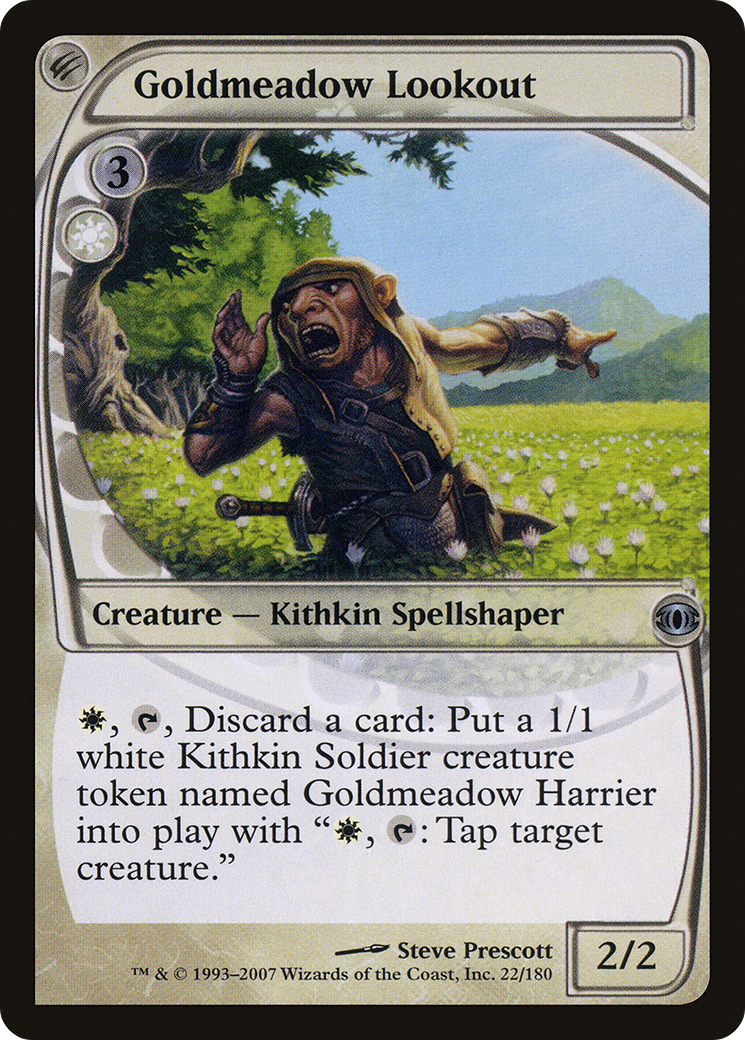 Goldmeadow Lookout
3
Creature — Kithkin Spellshaper
, , Discard a card: Put a 1/1
white Kithkin Soldier creature
token named Goldmeadow Harrier
into play with “, : Tap target
creature.”
Steve Prescott
™ & © 1993–2007 Wizards of the Coast, Inc. 22/180
2/2